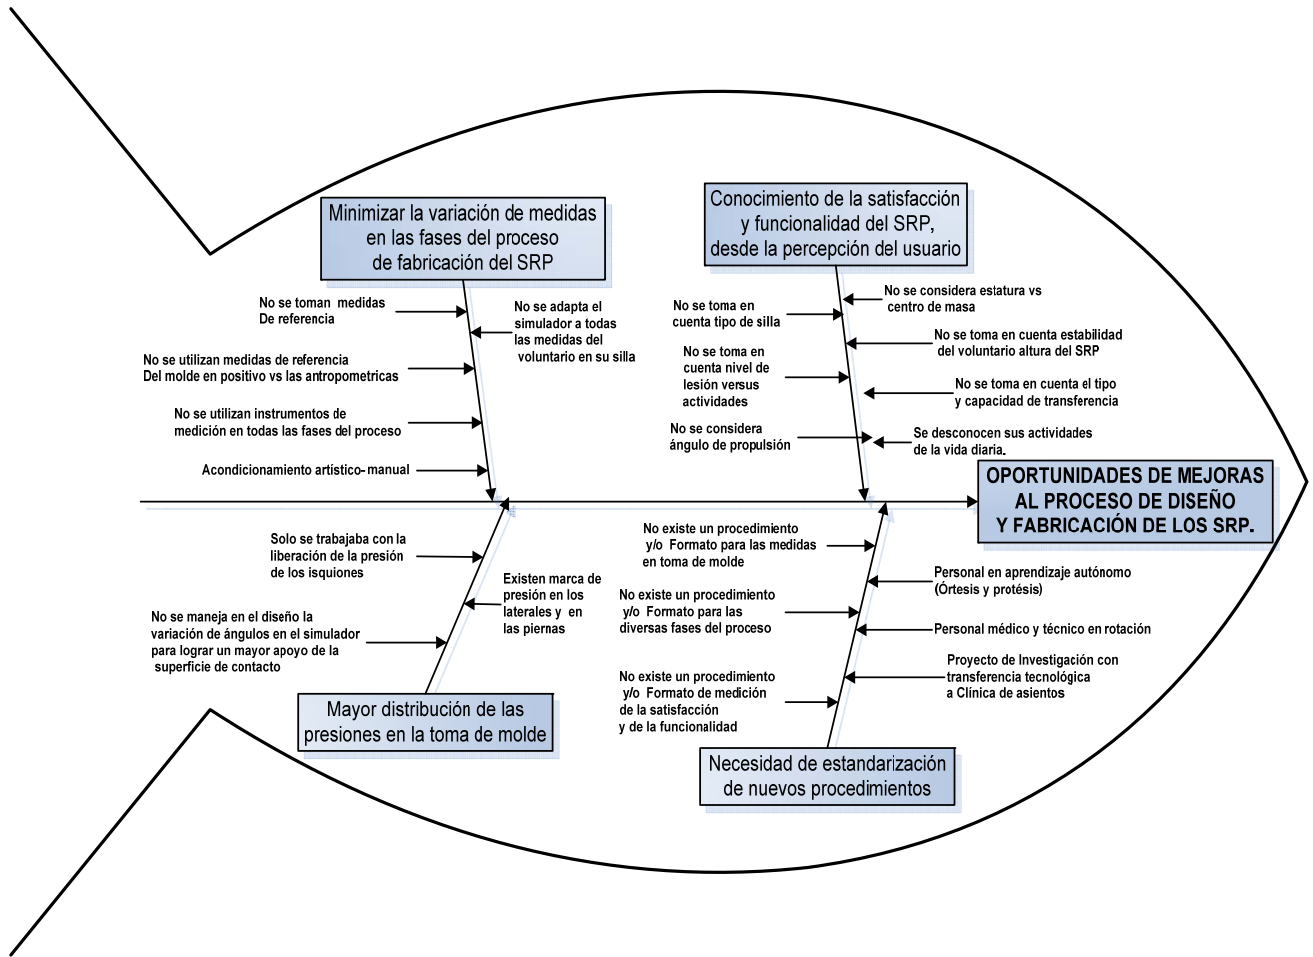 Minimizar la variación de medidas
en las fases del proceso
de fabricación del SRP
No se toman medidas
De referencia
No se adapta el
simulador a todas
las medidas del
voluntario en su silla
No se utilizan medidas de referencia
Del molde en positivo vs las antropometricas
No se utilizan instrumentos de
medición en todas las fases del proceso
Acondicionamiento artístico-manual
Conocimiento de la satisfacción
y funcionalidad del SRP,
desde la percepción del usuario
No se toma en
cuenta tipo de silla
No se toma en
cuenta nivel de
lesión versus
actividades
No se considera
ángulo de propulsión
No se considera estatura vs
centro de masa
No se toma en cuenta estabilidad
del voluntario altura del SRP
No se toma en cuenta el tipo
y capacidad de transferencia
Se desconocen sus actividades
de la vida diaria.
OPORTUNIDADES DE MEJORAS
AL PROCESO DE DISEÑO
Y FABRICACIÓN DE LOS SRP.
Solo se trabajaba con la
liberación de la presión
de los isquiones
Existen marca de
presión en los
laterales y en
las piernas
No se maneja en el diseño la
variación de ángulos en el simulador
para lograr un mayor apoyo de la
superficie de contacto
Mayor distribución de las
presiones en la toma de molde
No existe un procedimiento
y/o Formato para las medidas
en toma de molde
No existe un procedimiento
y/o Formato para las
diversas fases del proceso
No existe un procedimiento
y/o Formato de medición
de la satisfacción
y de la funcionalidad
Personal en aprendizaje autónomo
(Órtesis y protésis)
Personal médico y técnico en rotación
Proyecto de Investigación con
transferencia tecnológica
a Clínica de asientos
Necesidad de estandarización
de nuevos procedimientos